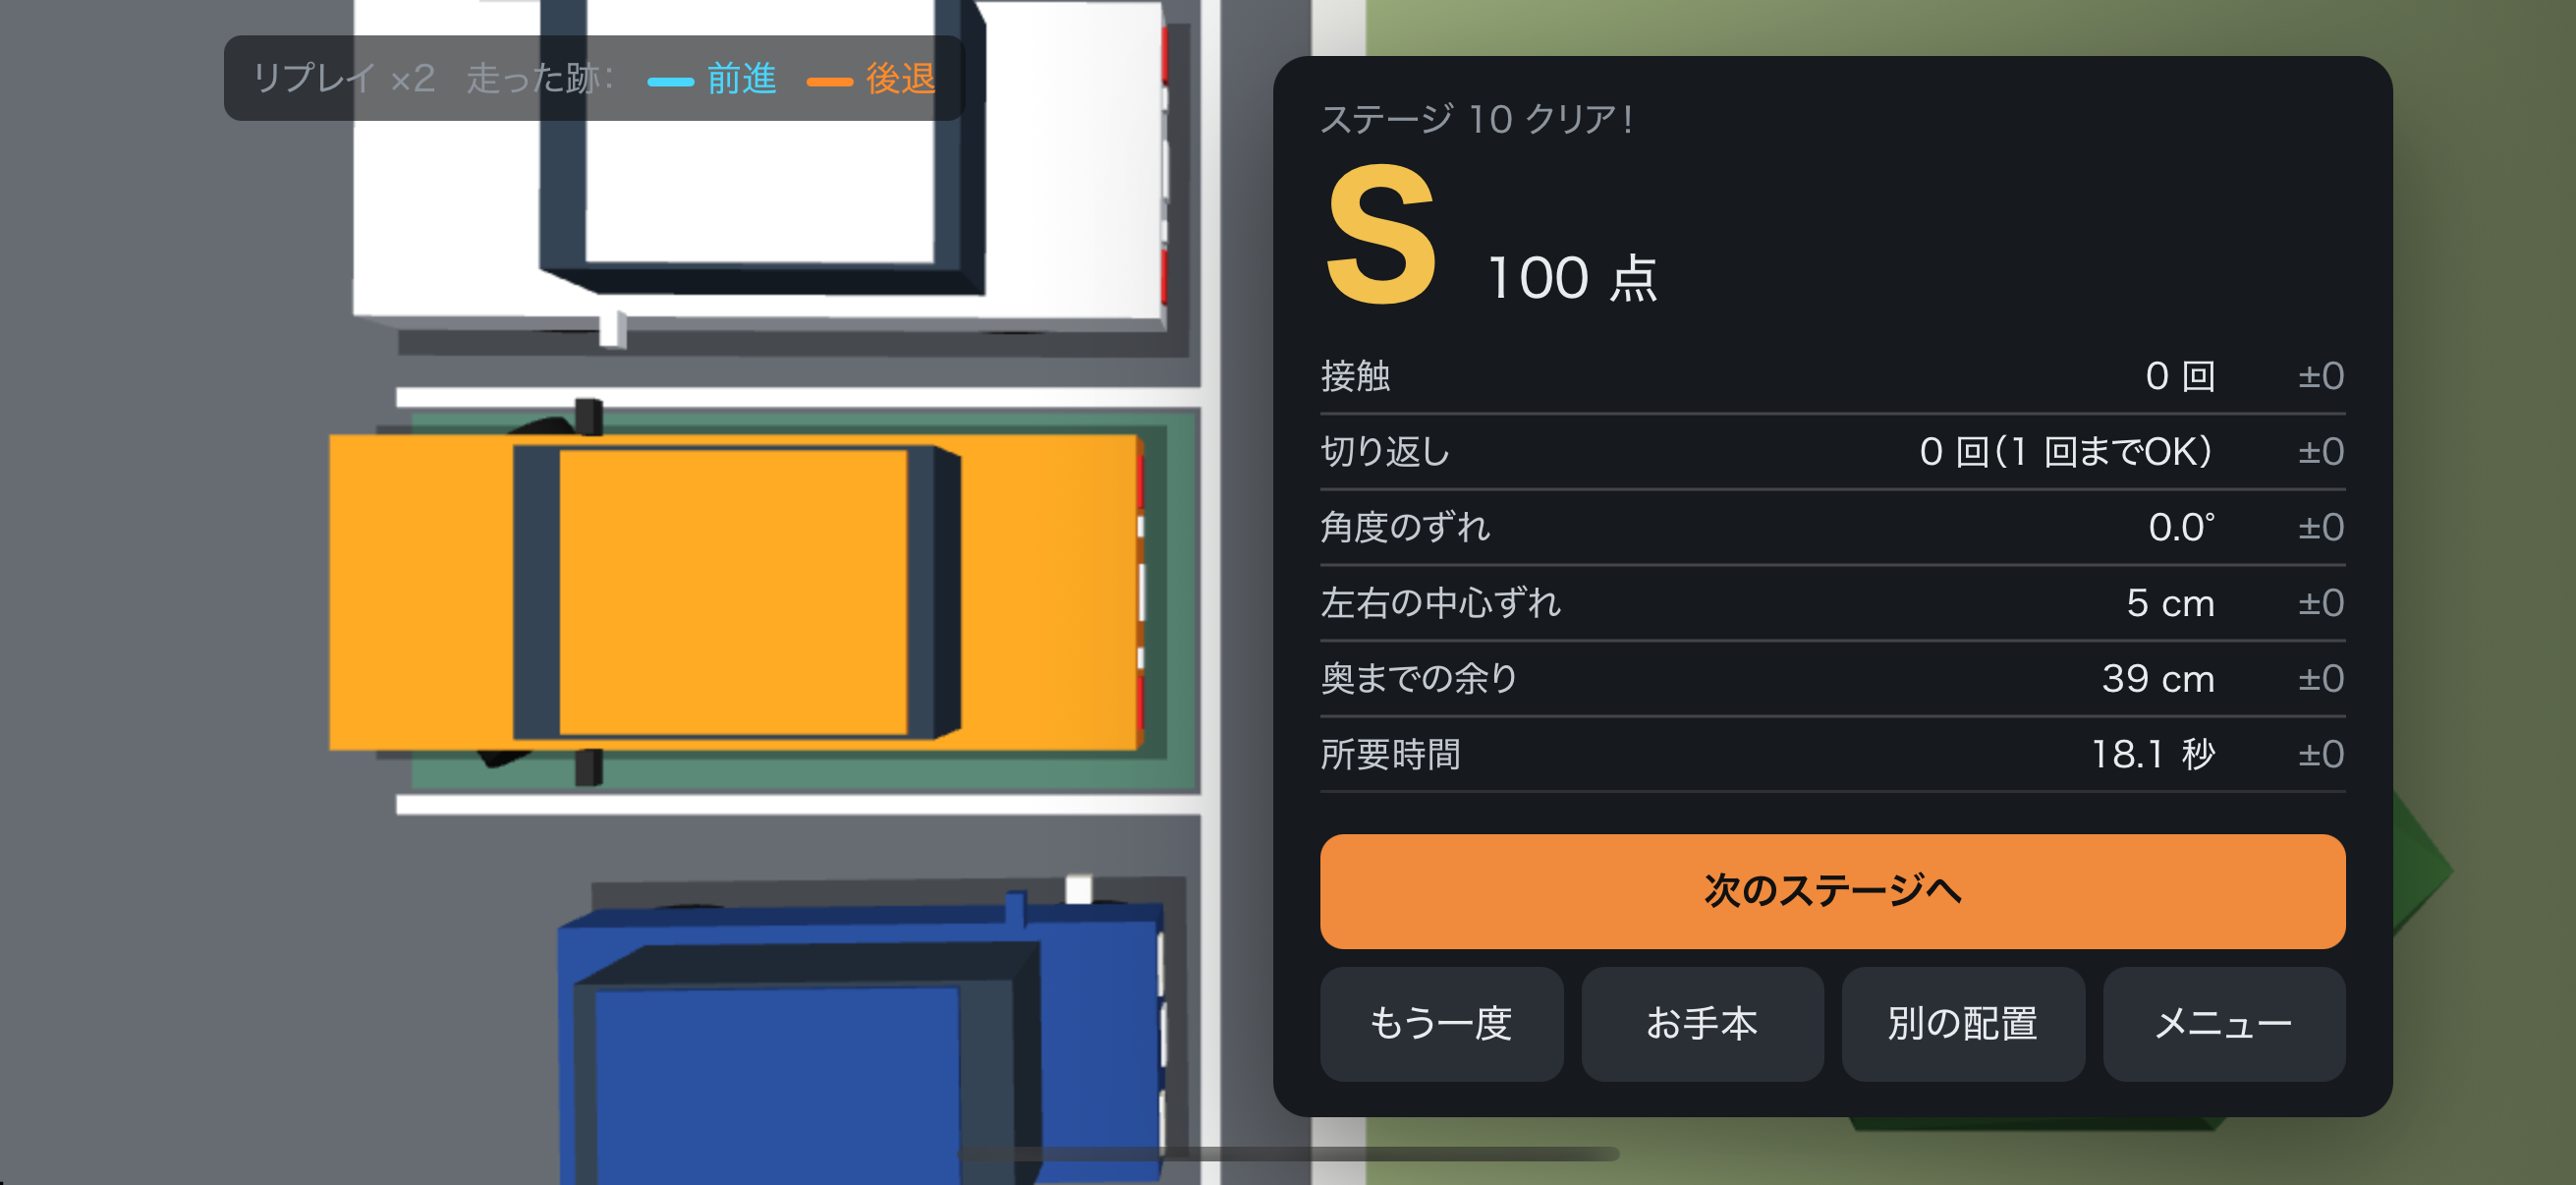 リプレイ ×2 走った跡: 前進 後退
ステージ 10 クリア!
S 100 点
接触 0 回 ±0
切り返し 0 回(1 回までOK) ±0
角度のずれ 0.0° ±0
左右の中心ずれ 5 cm ±0
奥までの余り 39 cm ±0
所要時間 18.1 秒 ±0
次のステージへ
もう一度 お手本 別の配置 メニュー